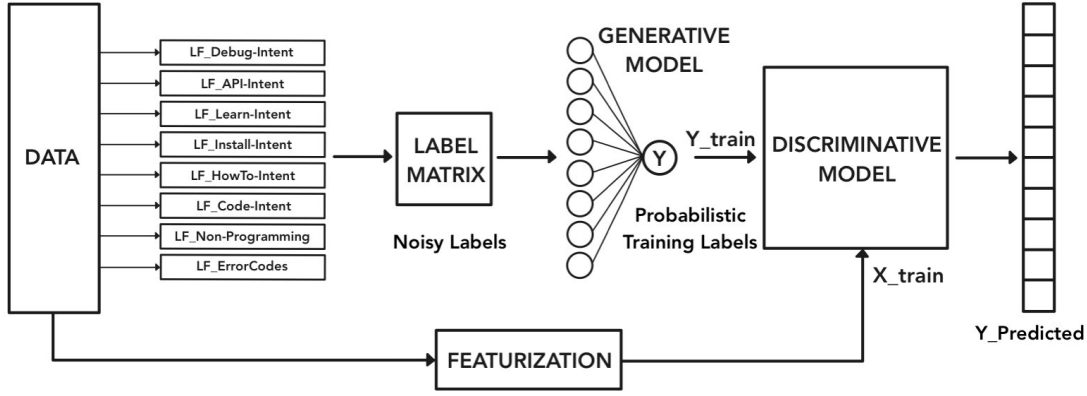 DATA
LF_Debug-Intent
LF_API-Intent
LF_Learn-Intent
LF_Install-Intent
LF_HowTo-Intent
LF_Code-Intent
LF_Non-Programming
LF_ErrorCodes
LABEL
MATRIX
Noisy Labels
GENERATIVE
MODEL
Y
Y_train
Probabilistic
Training Labels
DISCRIMINATIVE
MODEL
X_train
Y_Predicted
FEATURIZATION